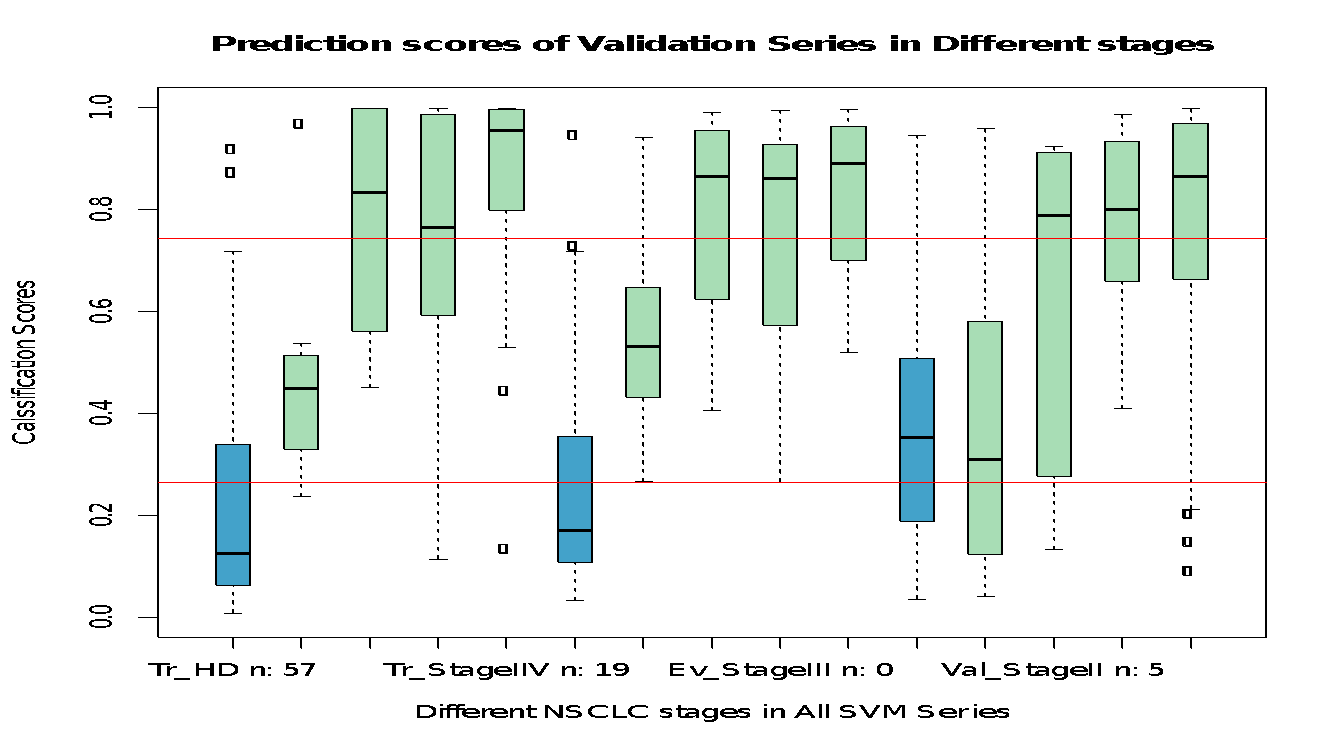 Prediction scores of Validation Series in Different stages
Calssification Scores
1.0
0.8
0.6
0.4
0.2
0.0
Tr_HD n: 57 Tr_StageIIV n: 19 Ev_StageIII n: 0 Val_StageII n: 5
Different NSCLC stages in All SVM Series